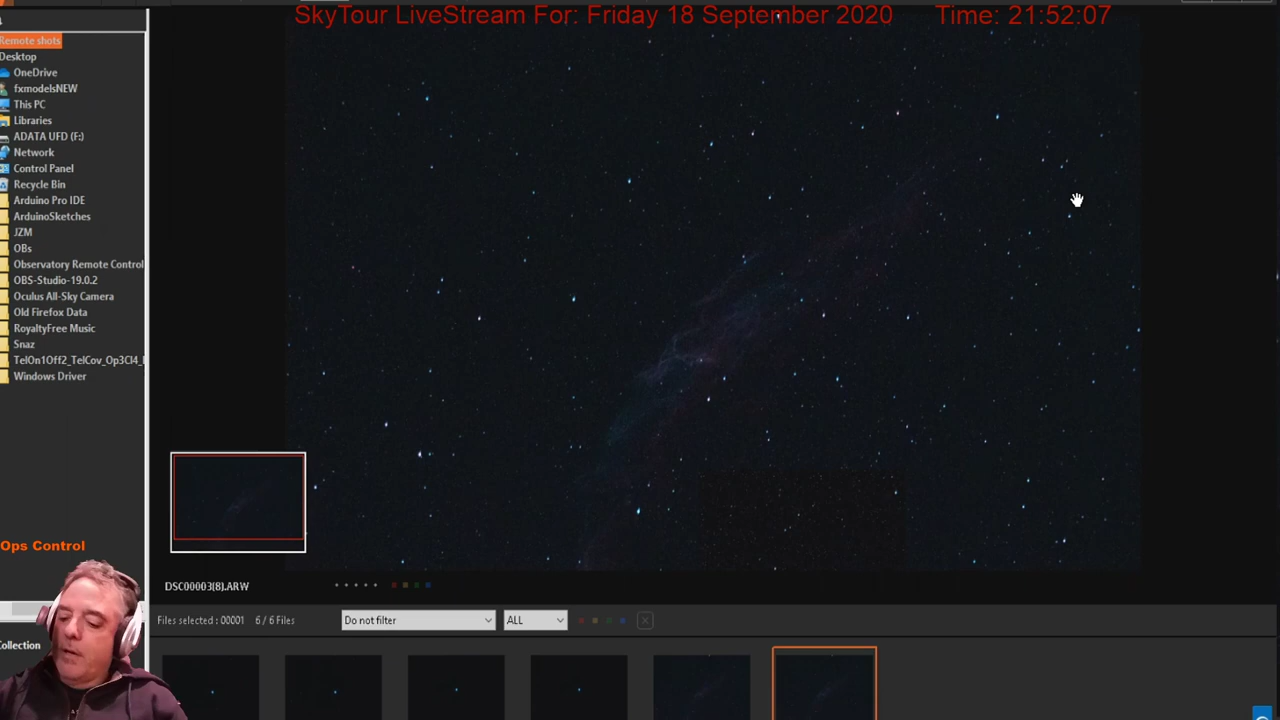 SkyTour LiveStream For: Friday 18 September 2020 Time: 21:52:07
Remote shots
Desktop
OneDrive
fxmodelsNEW
This PC
Libraries
ADATA UFD (F:)
Network
Control Panel
Recycle Bin
Arduino Pro IDE
ArduinoSketches
JZM
OBs
Observatory Remote Control
OBS-Studio-19.0.2
Oculus All-Sky Camera
Old Firefox Data
RoyaltyFree Music
Snaz
TelOn1Off2_TelCov_Op3Cl4_
Windows Driver
Ops Control
DSC00003(8).ARW
Files selected : 00001 6 / 6 Files Do not filter ALL
Collection